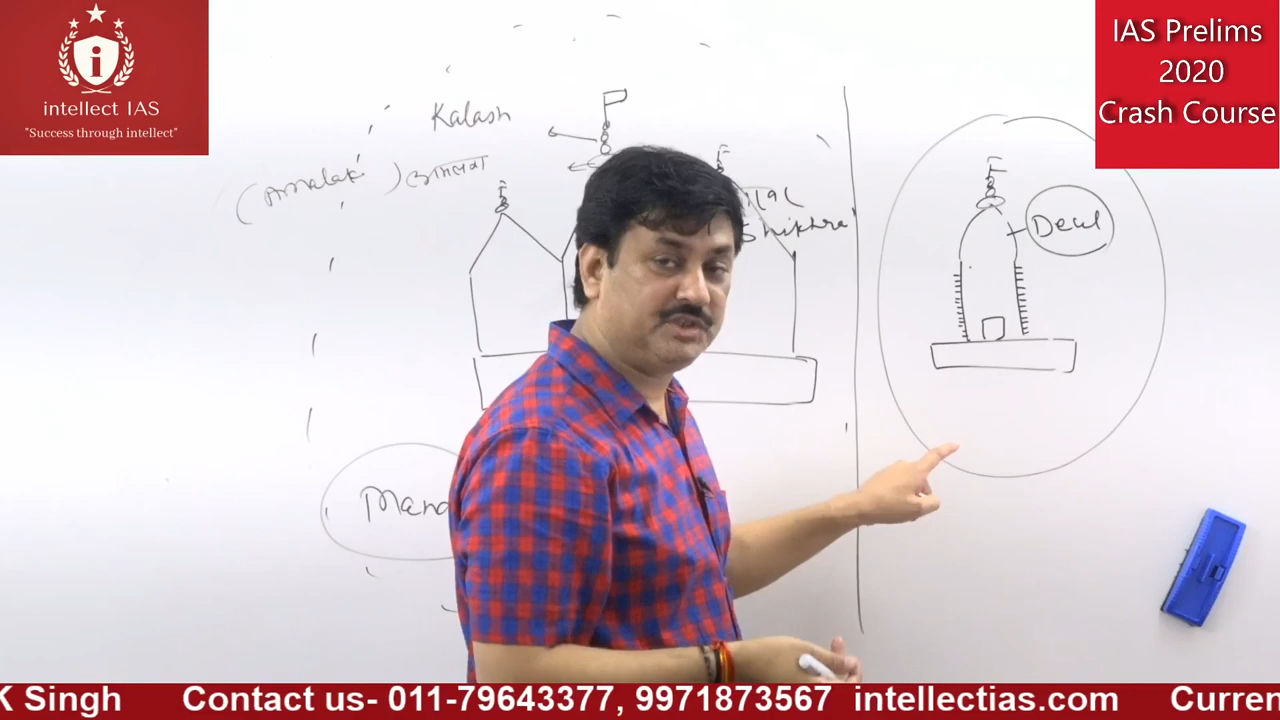 intellect IAS
"Success through intellect"
IAS Prelims
2020
Crash Course
Kalash
(Amalak)
Shikhra
Deul
Mand
K Singh Contact us- 011-79643377, 9971873567 intellectias.com Curren